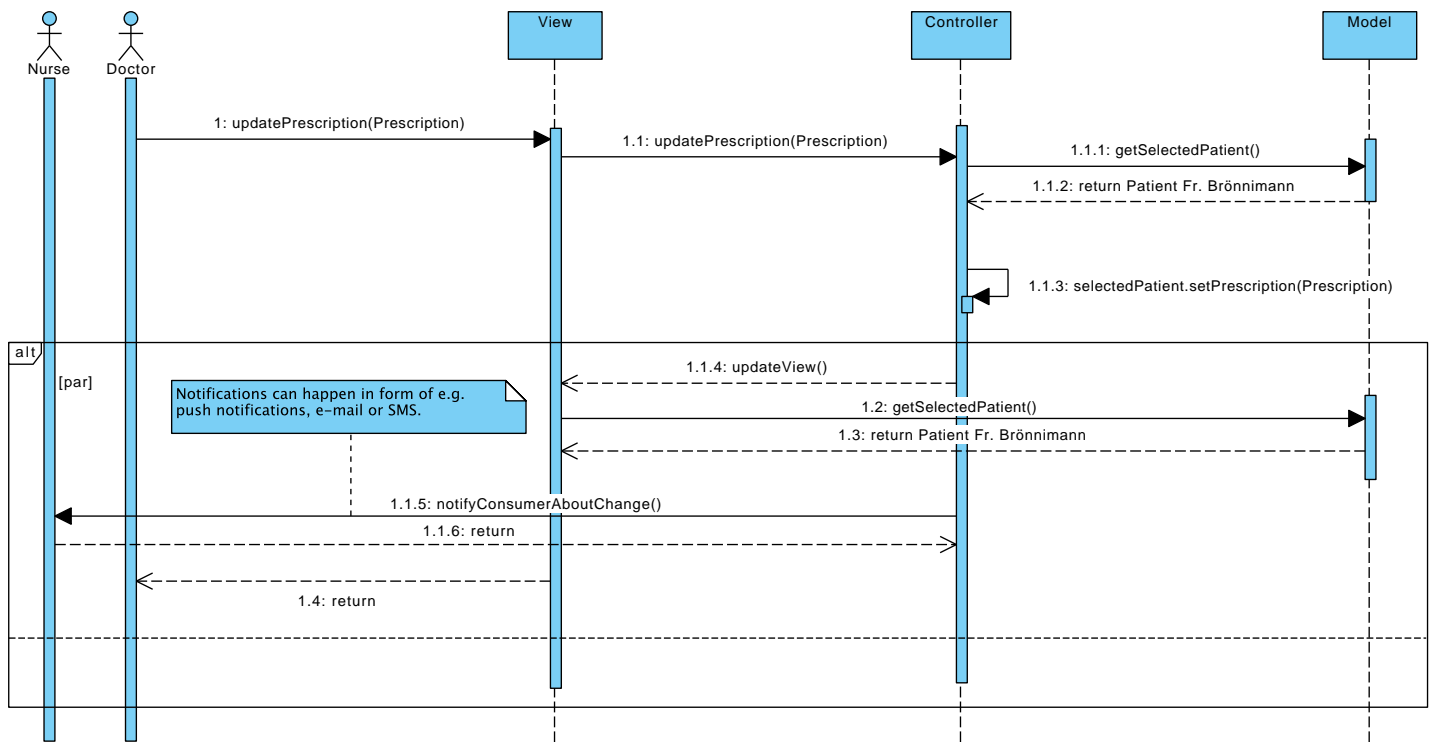 View
Controller
Model
Nurse
Doctor
1: updatePrescription(Prescription)
1.1: updatePrescription(Prescription)
1.1.1: getSelectedPatient()
1.1.2: return Patient Fr. Brönnimann
1.1.3: selectedPatient.setPrescription(Prescription)
alt
[par]
1.1.4: updateView()
Notifications can happen in form of e.g.
push notifications, e-mail or SMS.
1.2: getSelectedPatient()
1.3: return Patient Fr. Brönnimann
1.1.5: notifyConsumerAboutChange()
1.1.6: return
1.4: return